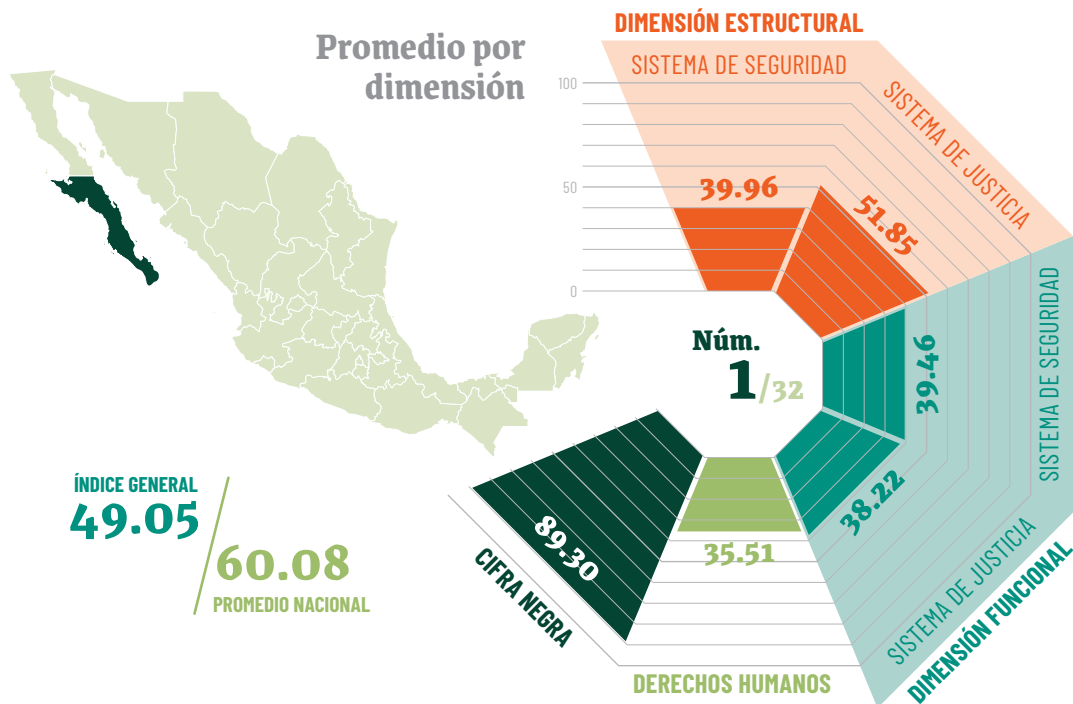 Promedio por
dimensión
DIMENSIÓN ESTRUCTURAL
SISTEMA DE SEGURIDAD
SISTEMA DE JUSTICIA
100
50
0
39.96
51.85
SISTEMA DE SEGURIDAD
39.46
Núm.
1/32
38.22
SISTEMA DE JUSTICIA
DIMENSIÓN FUNCIONAL
35.51
DERECHOS HUMANOS
89.30
CIFRA NEGRA
ÍNDICE GENERAL
49.05
60.08
PROMEDIO NACIONAL